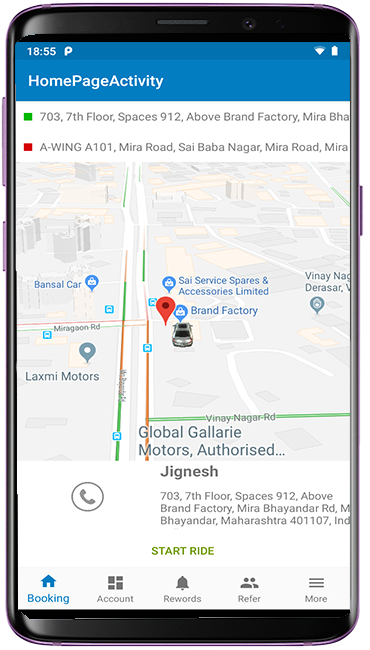 18:55
HomePageActivity
703, 7th Floor, Spaces 912, Above Brand Factory, Mira Bha
A-WING A101, Mira Road, Sai Baba Nagar, Mira Road, Mira
Sai Service Spares &
Accessories Limited
Vinay Nag
Derasar, V
Bansal Car
Brand Factory
Miragaon Rd
Laxmi Motors
Vinay Nagar Rd
Global Gallarie
Motors, Authorised...
Jignesh
703, 7th Floor, Spaces 912, Above
Brand Factory, Mira Bhayandar Rd, M
Bhayandar, Maharashtra 401107, Ind
START RIDE
Booking
Account
Rewords
Refer
More